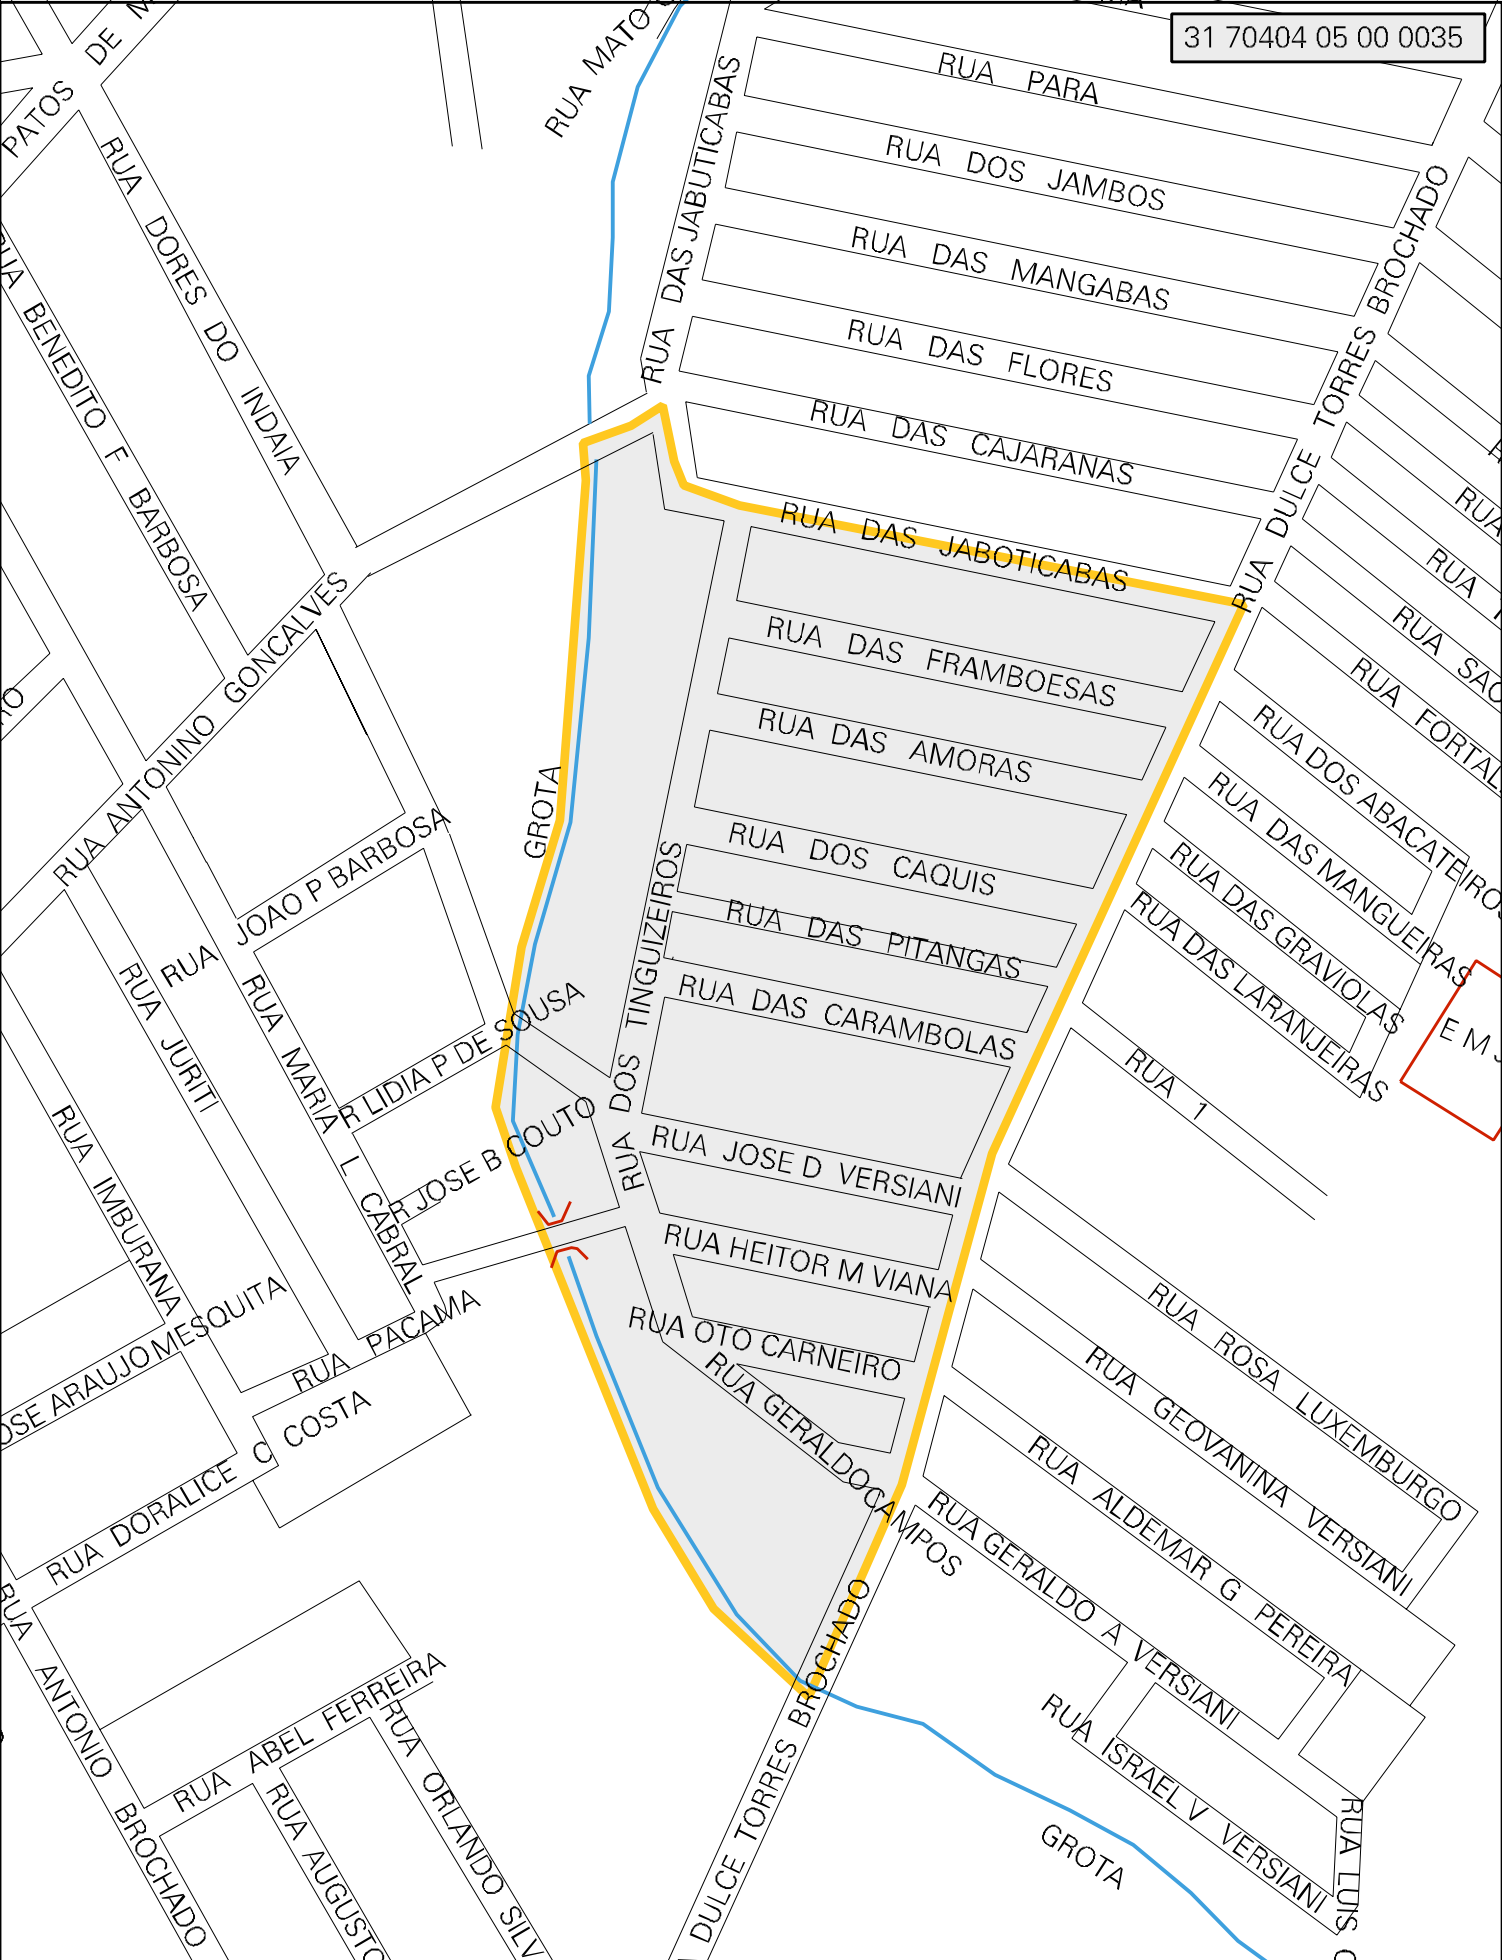 31 70404 05 00 0035
DE
PATOS
RUA MATO
RUA PARA
RUA DOS JAMBOS
RUA DAS MANGABAS
RUA DAS FLORES
RUA DAS CAJARANAS
RUA DAS JABUTICABAS
RUA DULCE TORRES BROCHADO
RUA DORES DO INDAIA
RUA BENEDITO F BARBOSA
RUA DAS JABOTICABAS
RUA DAS FRAMBOESAS
RUA DAS AMORAS
RUA DOS CAQUIS
RUA DAS PITANGAS
RUA DAS CARAMBOLAS
RUA JOSE D VERSIANI
RUA HEITOR M VIANA
RUA OTO CARNEIRO
RUA GERALDO CAMPOS
RUA DOS TINGUIZEIROS
GROTA
RUA ANTONINO GONCALVES
RUA JOAO P BARBOSA
R LIDIA P DE SOUSA
R JOSE B COUTO
RUA MARIA L CABRAL
RUA JURITI
RUA IMBURANA
OSE ARAUJO MESQUITA
RUA PACAMA
RUA DORALICE C COSTA
RUA ANTONIO BROCHADO
RUA ABEL FERREIRA
RUA ORLANDO SILV
RUA AUGUSTO
DULCE TORRES BROCHADO
RUA
RUA
RUA SAO
RUA FORTAL
RUA DOS ABACATEIROS
RUA DAS MANGUEIRAS
RUA DAS GRAVIOLAS
RUA DAS LARANJEIRAS
E M J
RUA 1
RUA ROSA LUXEMBURGO
RUA GEOVANINA VERSIANI
RUA ALDEMAR G PEREIRA
RUA GERALDO A VERSIANI
RUA ISRAEL V VERSIANI
RUA LUIS
GROTA